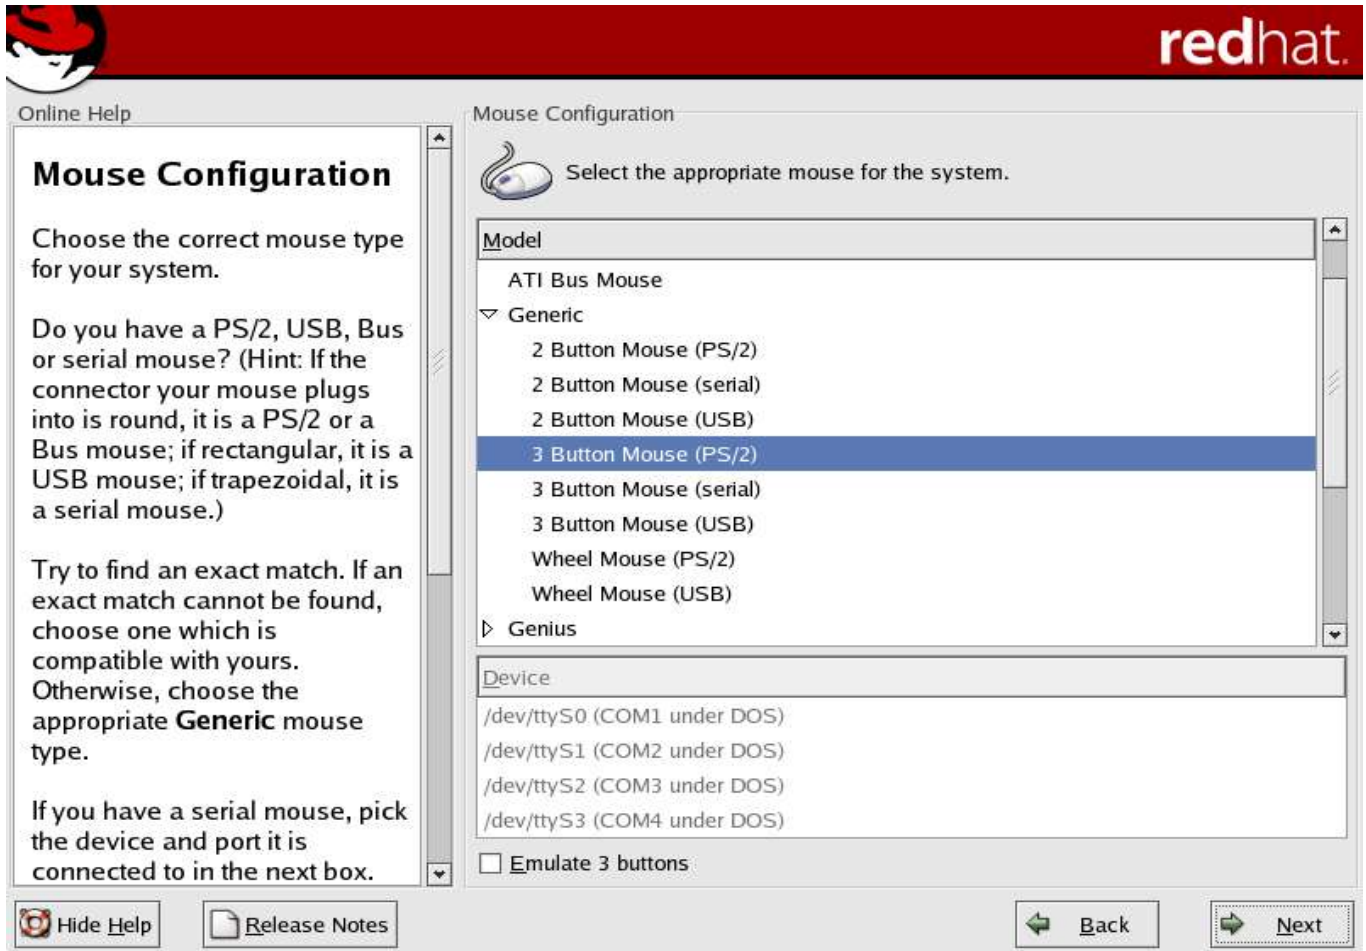 redhat.
Online Help
Mouse Configuration
Choose the correct mouse type
for your system.
Do you have a PS/2, USB, Bus
or serial mouse? (Hint: If the
connector your mouse plugs
into is round, it is a PS/2 or a
Bus mouse; if rectangular, it is a
USB mouse; if trapezoidal, it is
a serial mouse.)
Try to find an exact match. If an
exact match cannot be found,
choose one which is
compatible with yours.
Otherwise, choose the
appropriate Generic mouse
type.
If you have a serial mouse, pick
the device and port it is
connected to in the next box.
Mouse Configuration
Select the appropriate mouse for the system.
Model
ATI Bus Mouse
Generic
2 Button Mouse (PS/2)
2 Button Mouse (serial)
2 Button Mouse (USB)
3 Button Mouse (PS/2)
3 Button Mouse (serial)
3 Button Mouse (USB)
Wheel Mouse (PS/2)
Wheel Mouse (USB)
Genius
Device
/dev/ttyS0 (COM1 under DOS)
/dev/ttyS1 (COM2 under DOS)
/dev/ttyS2 (COM3 under DOS)
/dev/ttyS3 (COM4 under DOS)
Emulate 3 buttons
Hide Help
Release Notes
Back
Next